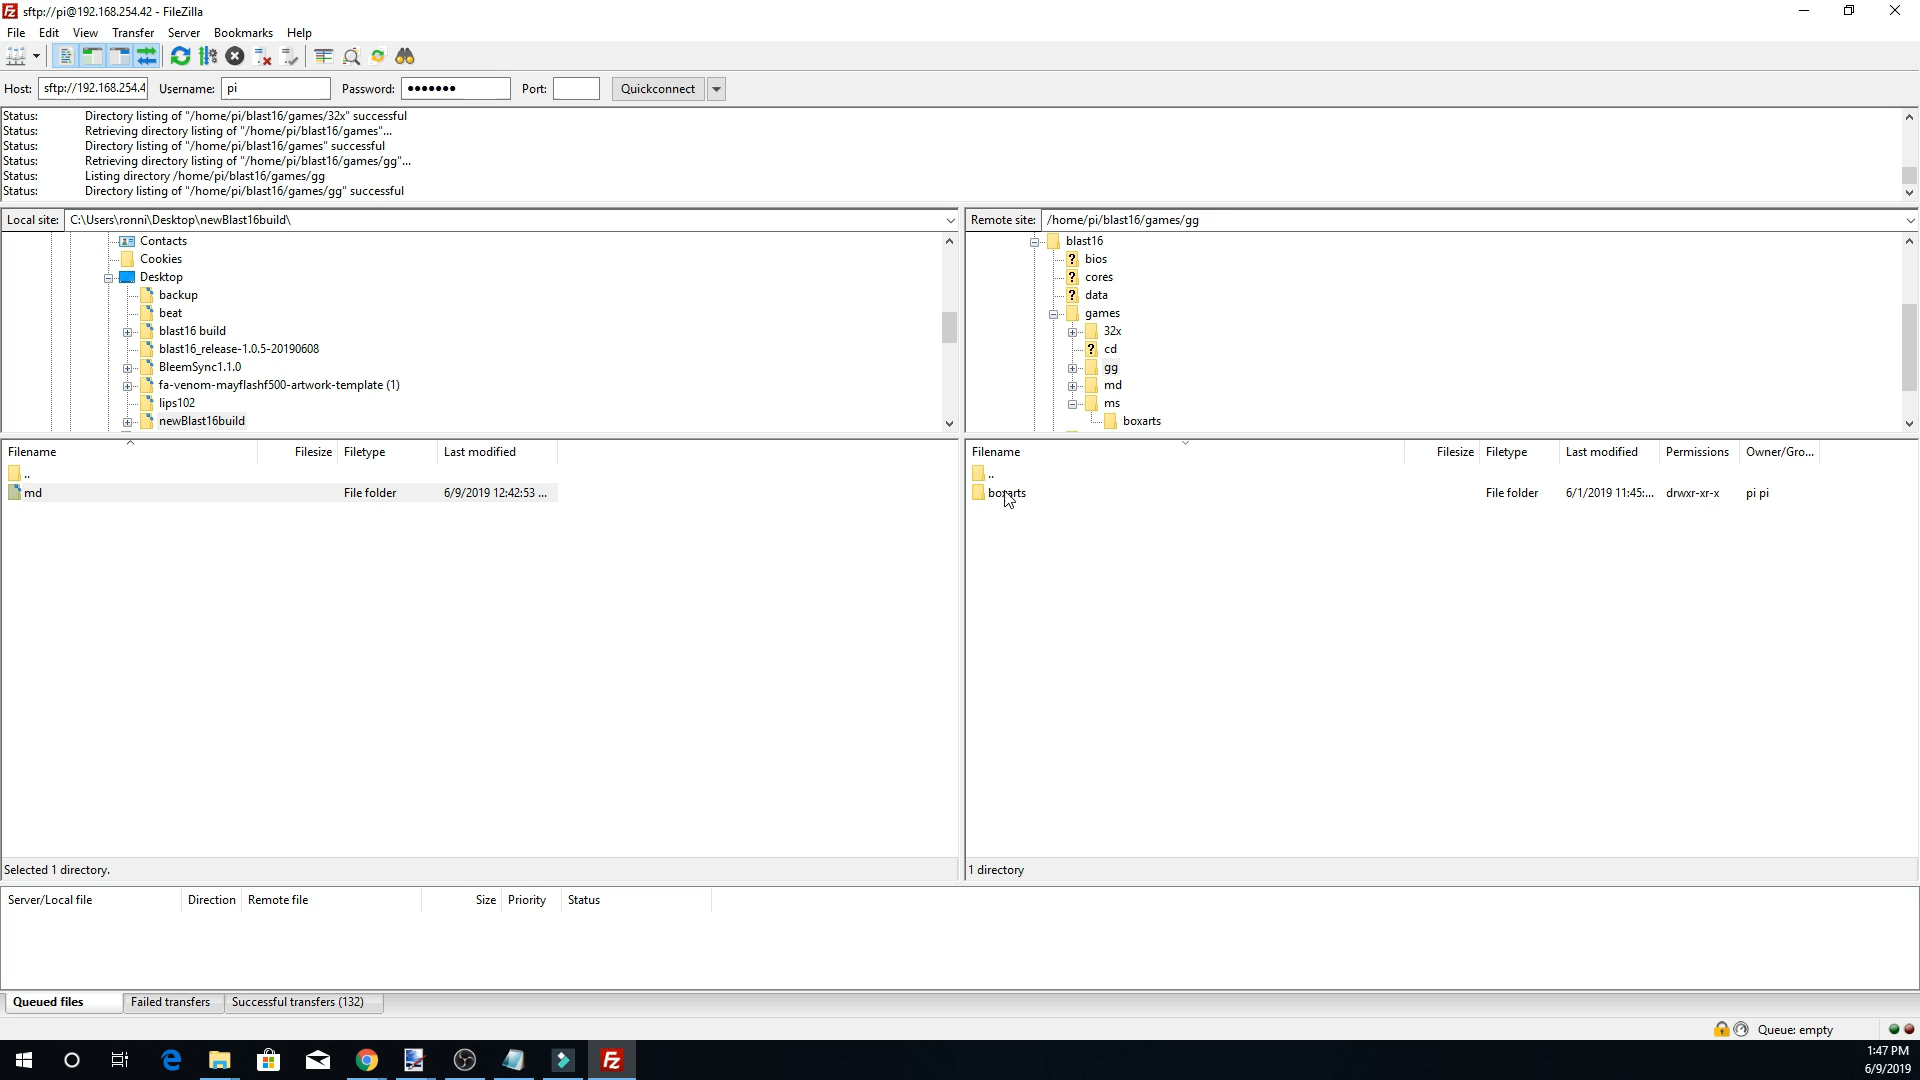 sftp://pi@192.168.254.42 - FileZilla
File Edit View Transfer Server Bookmarks Help
Host: sftp://192.168.254.4 Username: pi Password: ●●●●●●● Port: Quickconnect
Status: Directory listing of "/home/pi/blast16/games/32x" successful
Status: Retrieving directory listing of "/home/pi/blast16/games"...
Status: Directory listing of "/home/pi/blast16/games" successful
Status: Retrieving directory listing of "/home/pi/blast16/games/gg"...
Status: Listing directory /home/pi/blast16/games/gg
Status: Directory listing of "/home/pi/blast16/games/gg" successful
Local site: C:\Users\ronni\Desktop\newBlast16build\
Contacts
Cookies
Desktop
backup
beat
blast16 build
blast16_release-1.0.5-20190608
BleemSync1.1.0
fa-venom-mayflashf500-artwork-template (1)
lips102
newBlast16build
Remote site: /home/pi/blast16/games/gg
blast16
? bios
? cores
? data
games
32x
? cd
gg
md
ms
boxarts
Filename Filesize Filetype Last modified
..
md File folder 6/9/2019 12:42:53 ...
Selected 1 directory.
Filename Filesize Filetype Last modified Permissions Owner/Gro...
..
boxarts File folder 6/1/2019 11:45:... drwxr-xr-x pi pi
1 directory
Server/Local file Direction Remote file Size Priority Status
Queued files Failed transfers Successful transfers (132)
Queue: empty
1:47 PM
6/9/2019